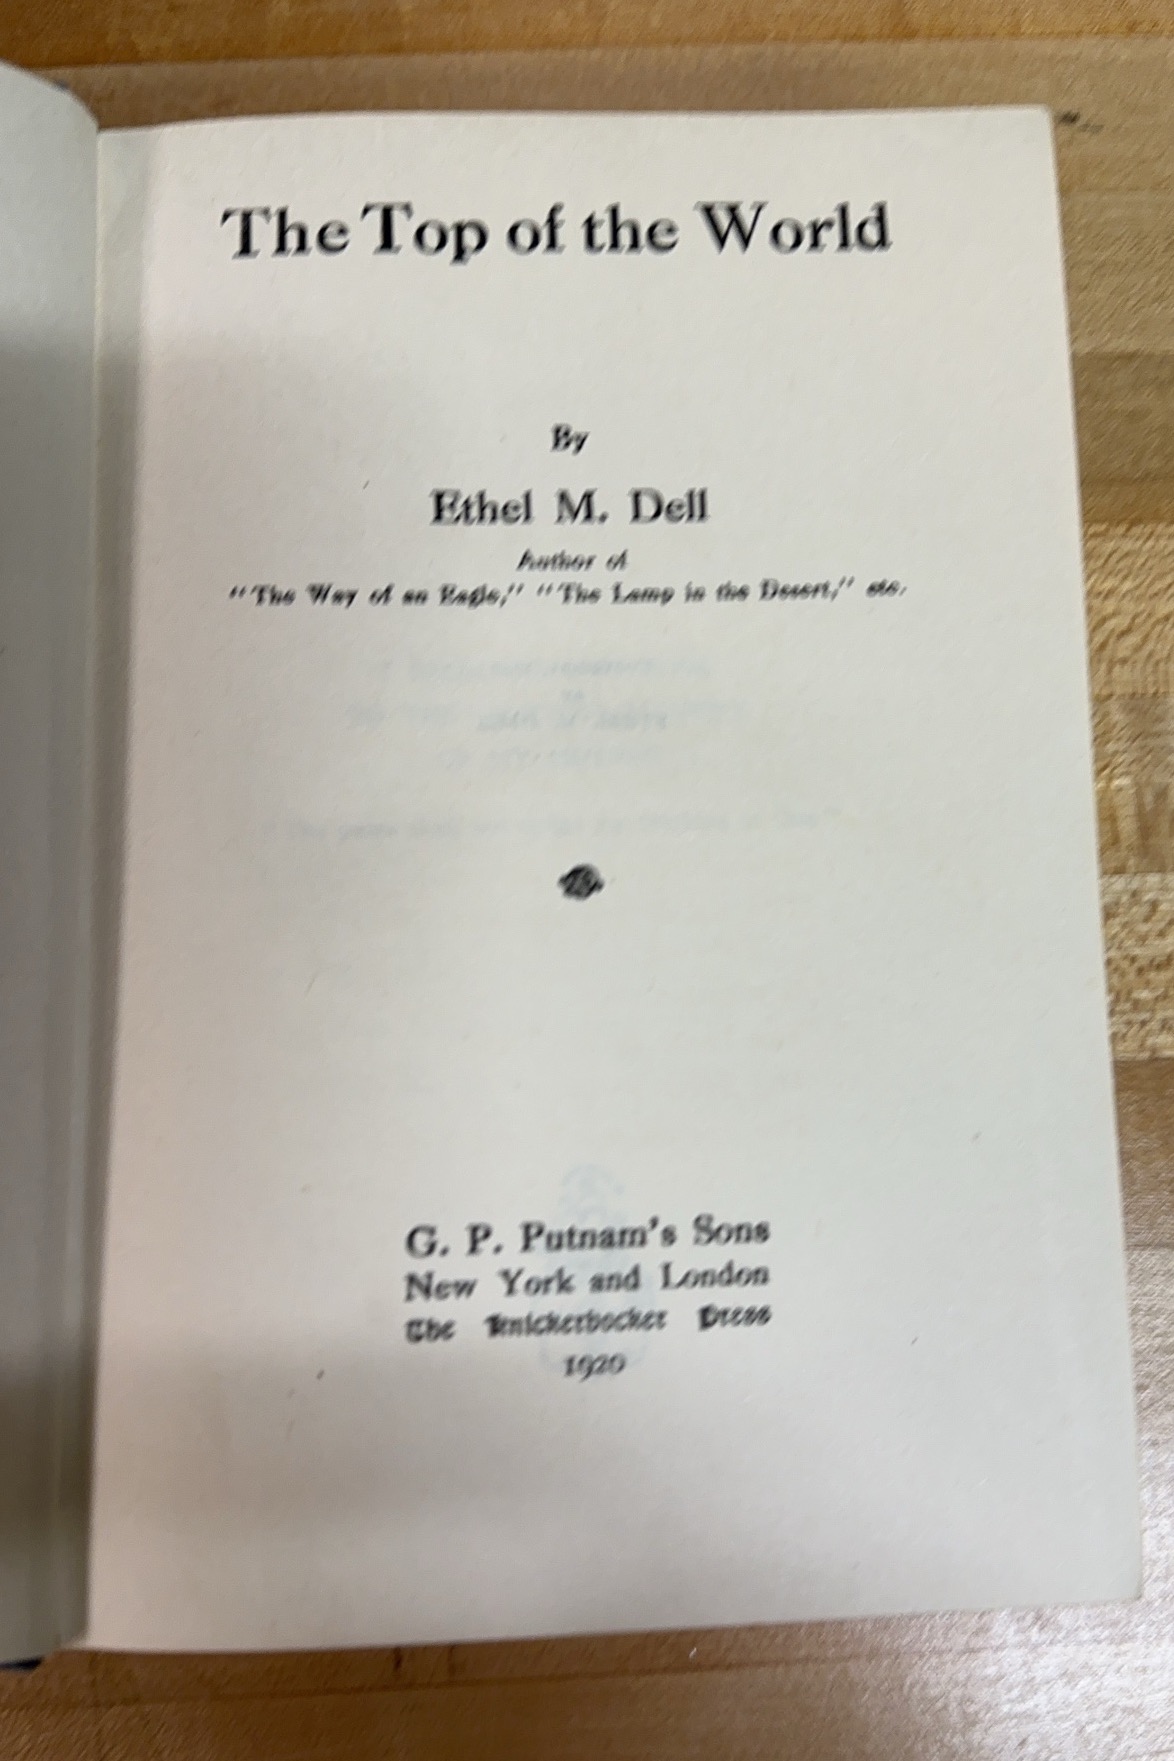 The Top of the World
By
Ethel M. Dell
Author of
"The Way of an Eagle," "The Lamp in the Desert," etc.
G. P. Putnam's Sons
New York and London
The Knickerbocker Press
1920